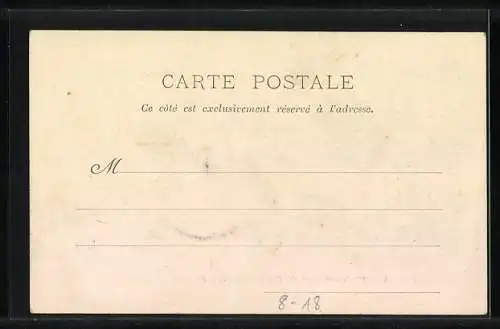 CARTE POSTALE
Ce côté est exclusivement réservé à l'adresse.
M
8-18